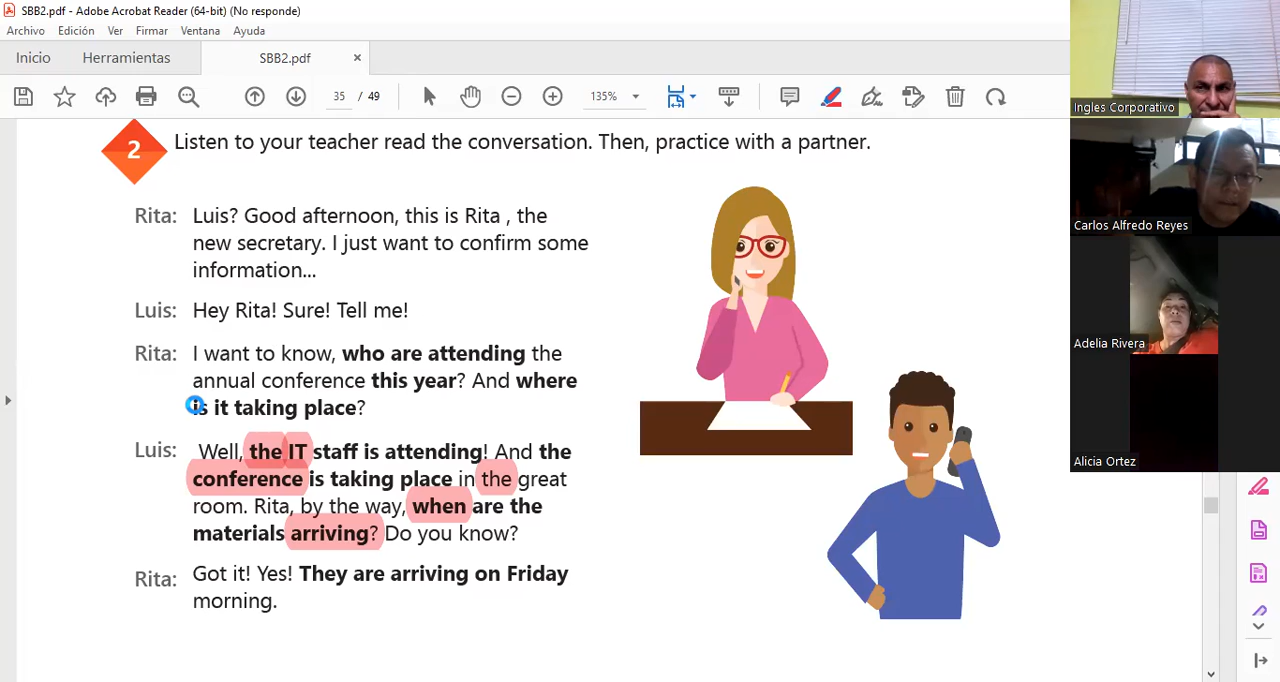 SBB2.pdf - Adobe Acrobat Reader (64-bit) (No responde)
Archivo Edición Ver Firmar Ventana Ayuda
Inicio Herramientas SBB2.pdf ×
35 / 49 135%
2 Listen to your teacher read the conversation. Then, practice with a partner.
Rita: Luis? Good afternoon, this is Rita , the
new secretary. I just want to confirm some
information...
Luis: Hey Rita! Sure! Tell me!
Rita: I want to know, who are attending the
annual conference this year? And where
is it taking place?
Luis: Well, the IT staff is attending! And the
conference is taking place in the great
room. Rita, by the way, when are the
materials arriving? Do you know?
Rita: Got it! Yes! They are arriving on Friday
morning.
Ingles Corporativo
Carlos Alfredo Reyes
Adelia Rivera
Alicia Ortez